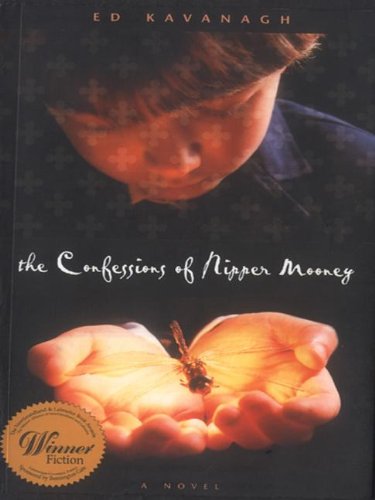 ED KAVANAGH
the Confessions of Nipper Mooney
Winner
Fiction
A NOVEL